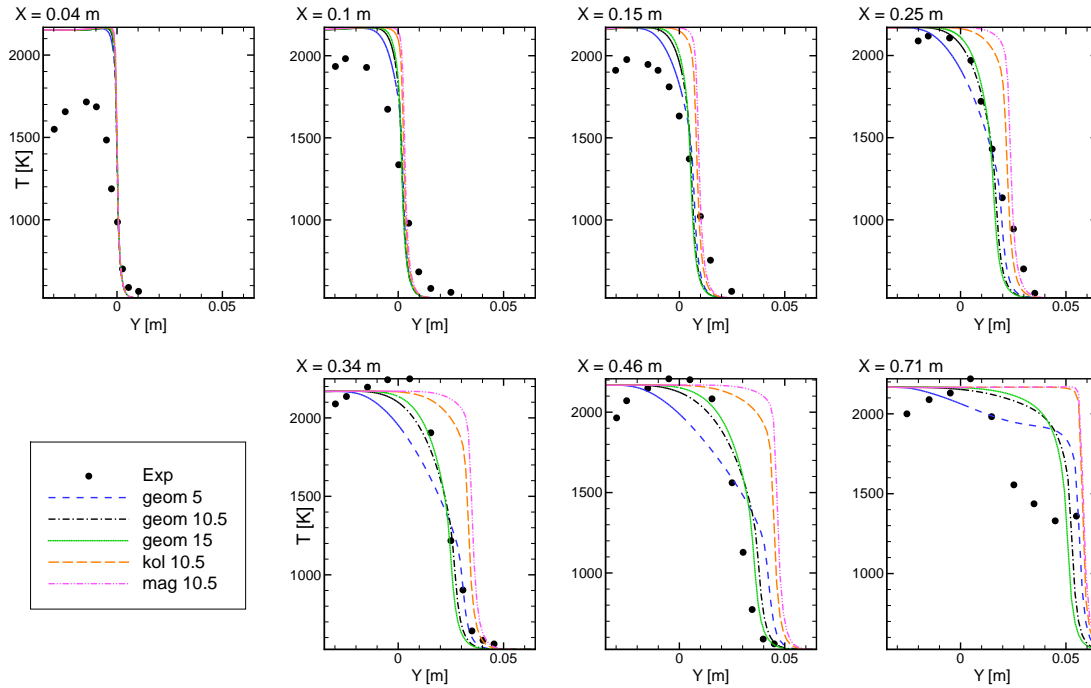 X = 0.04 m
X = 0.1 m
X = 0.15 m
X = 0.25 m
T [K]
2000
1500
1000
0
0.05
Y [m]
2000
1500
1000
0
0.05
Y [m]
T [K]
2000
1500
1000
0
0.05
Y [m]
2000
1500
1000
0
0.05
Y [m]
X = 0.34 m
X = 0.46 m
X = 0.71 m
2000
1500
1000
0
0.05
Y [m]
T [K]
2000
1500
1000
0
0.05
Y [m]
2000
1500
1000
0
0.05
Y [m]
Exp
geom 5
geom 10.5
geom 15
kol 10.5
mag 10.5